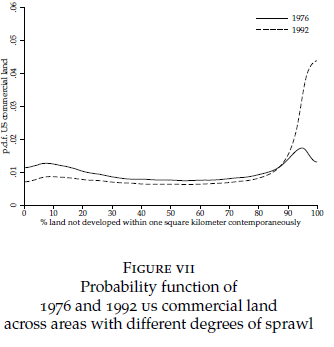 .06
.05
.04
.03
.02
.01
0
p.d.f. US commercial land
1976
1992
0 10 20 30 40 50 60 70 80 90 100
% land not developed within one square kilometer contemporaneously
FIGURE VII
Probability function of
1976 and 1992 US commercial land
across areas with different degrees of sprawl